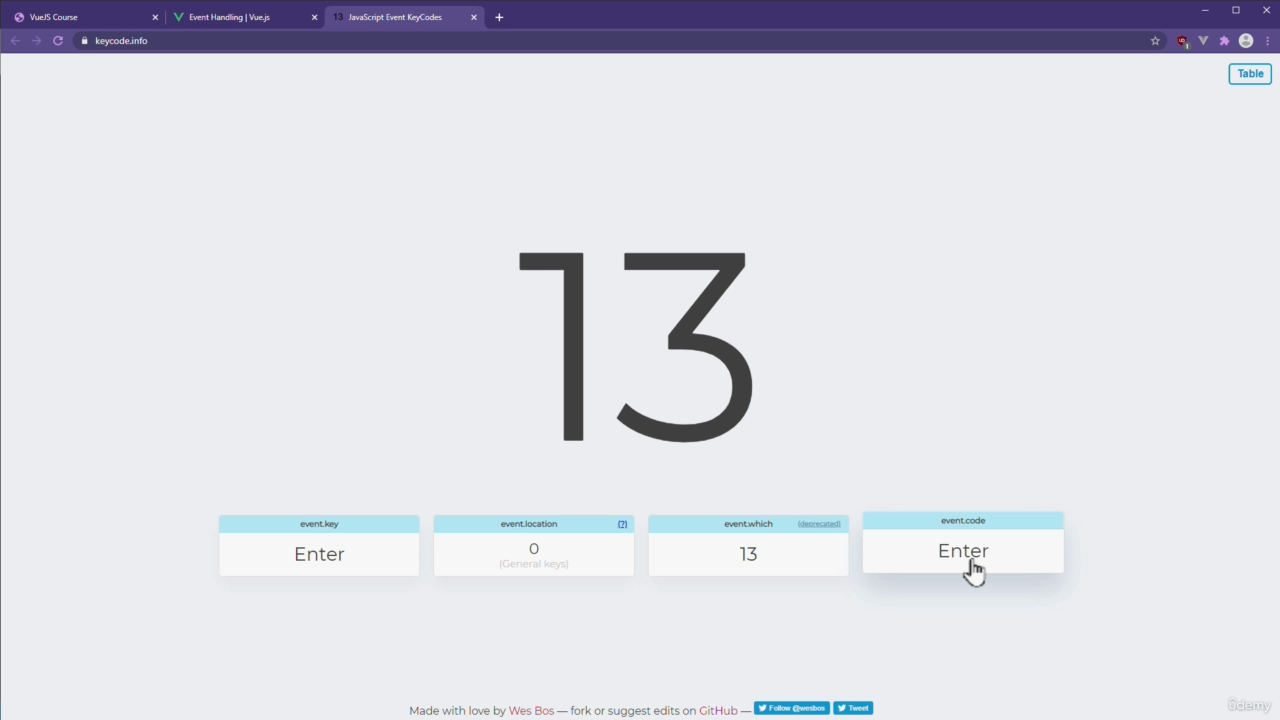 VueJS Course
Event Handling | Vue.js
13 JavaScript Event KeyCodes
keycode.info
Table
13
event.key
Enter
event.location (?)
0
(General keys)
event.which (deprecated)
13
event.code
Enter
Made with love by Wes Bos — fork or suggest edits on GitHub — Follow @wesbos Tweet
ûdemy